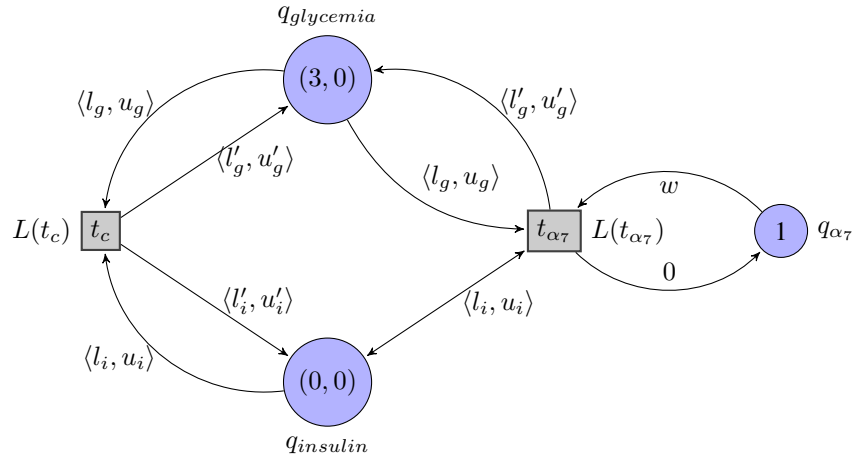 q_{glycemia}
(3, 0)
⟨l_g, u_g⟩
⟨l'_g, u'_g⟩
⟨l'_g, u'_g⟩
⟨l_g, u_g⟩
w
L(t_c) t_c
t_{α_7} L(t_{α_7})
1 q_{α_7}
0
⟨l'_i, u'_i⟩
⟨l_i, u_i⟩
⟨l_i, u_i⟩
(0, 0)
q_{insulin}